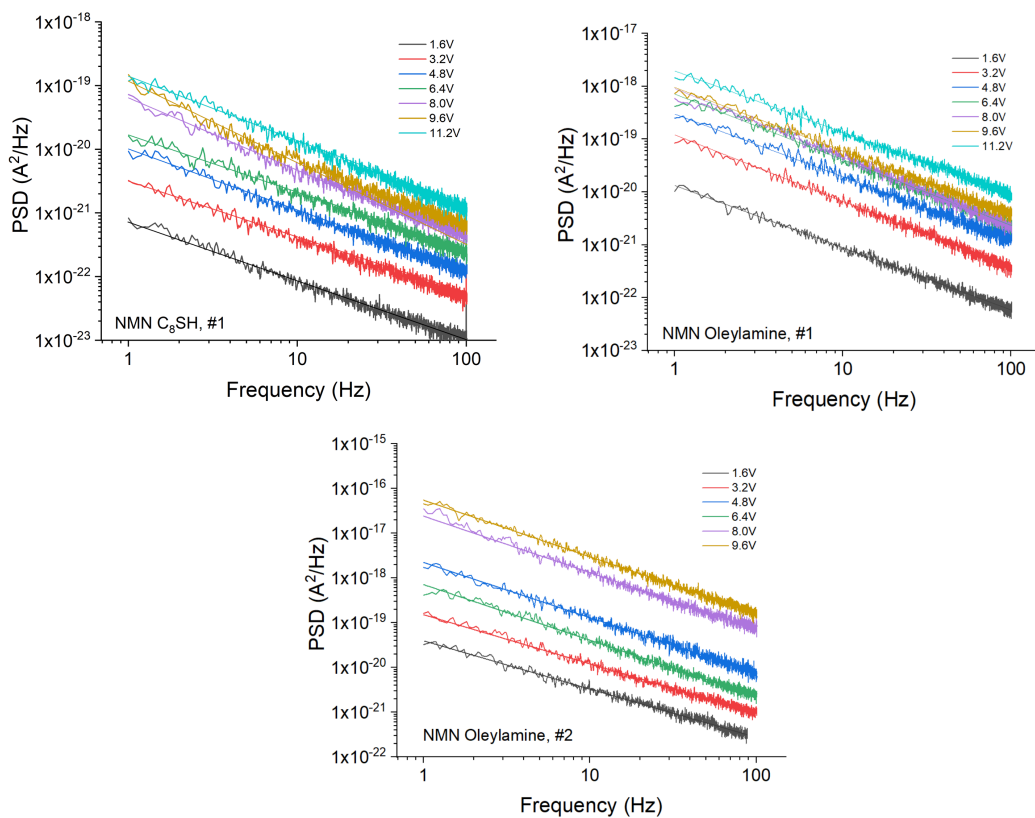 1x10⁻¹⁸
1x10⁻¹⁹
1x10⁻²⁰
1x10⁻²¹
1x10⁻²²
1x10⁻²³
PSD (A²/Hz)
1.6V
3.2V
4.8V
6.4V
8.0V
9.6V
11.2V
NMN C₈SH, #1
1 10 100
Frequency (Hz)
1x10⁻¹⁷
1x10⁻¹⁸
1x10⁻¹⁹
1x10⁻²⁰
1x10⁻²¹
1x10⁻²²
1x10⁻²³
PSD (A²/Hz)
1.6V
3.2V
4.8V
6.4V
8.0V
9.6V
11.2V
NMN Oleylamine, #1
1 10 100
Frequency (Hz)
1x10⁻¹⁵
1x10⁻¹⁶
1x10⁻¹⁷
1x10⁻¹⁸
1x10⁻¹⁹
1x10⁻²⁰
1x10⁻²¹
1x10⁻²²
PSD (A²/Hz)
1.6V
3.2V
4.8V
6.4V
8.0V
9.6V
NMN Oleylamine, #2
1 10 100
Frequency (Hz)